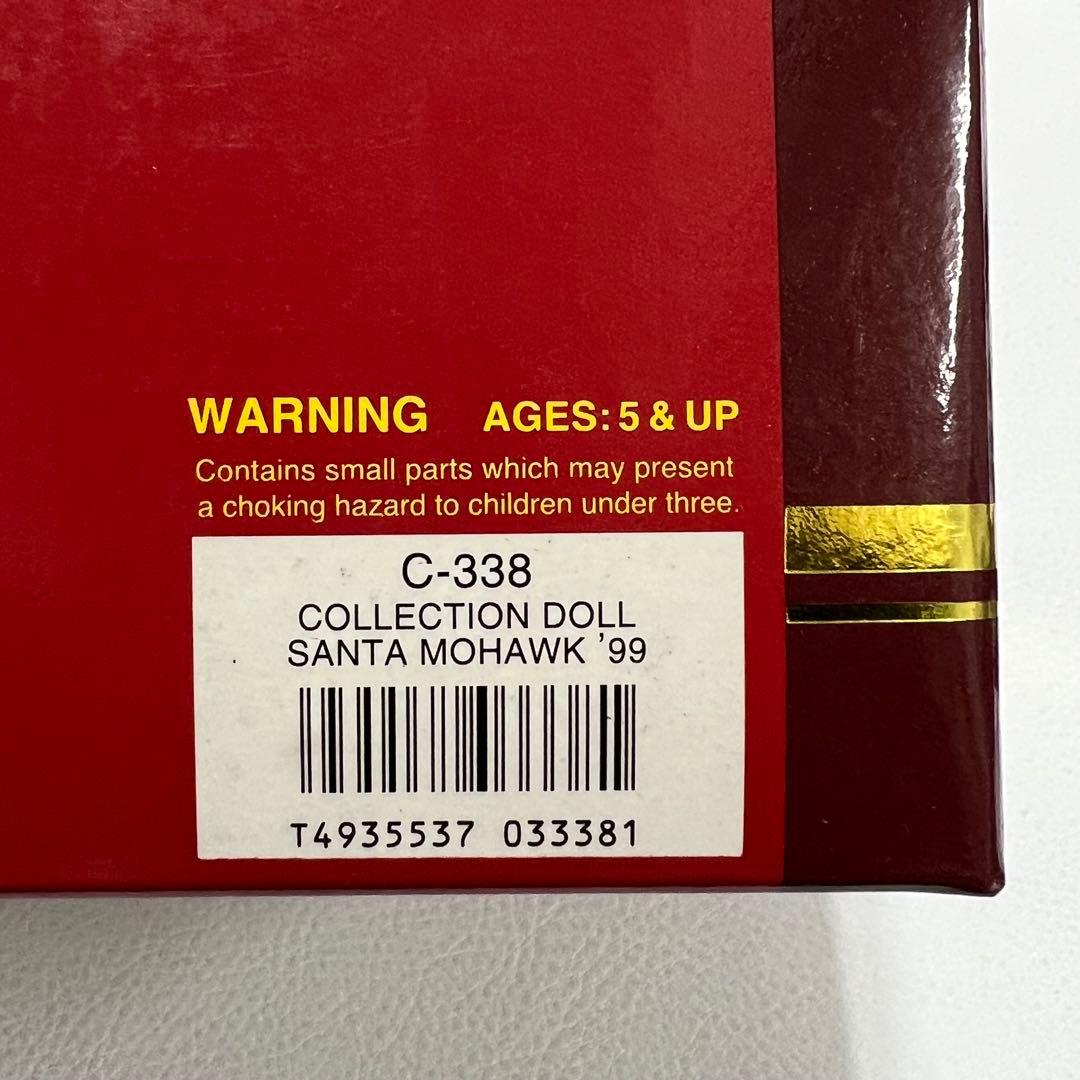 WARNING AGES: 5 & UP
Contains small parts which may present
a choking hazard to children under three.
C-338
COLLECTION DOLL
SANTA MOHAWK '99
T4935537 033381